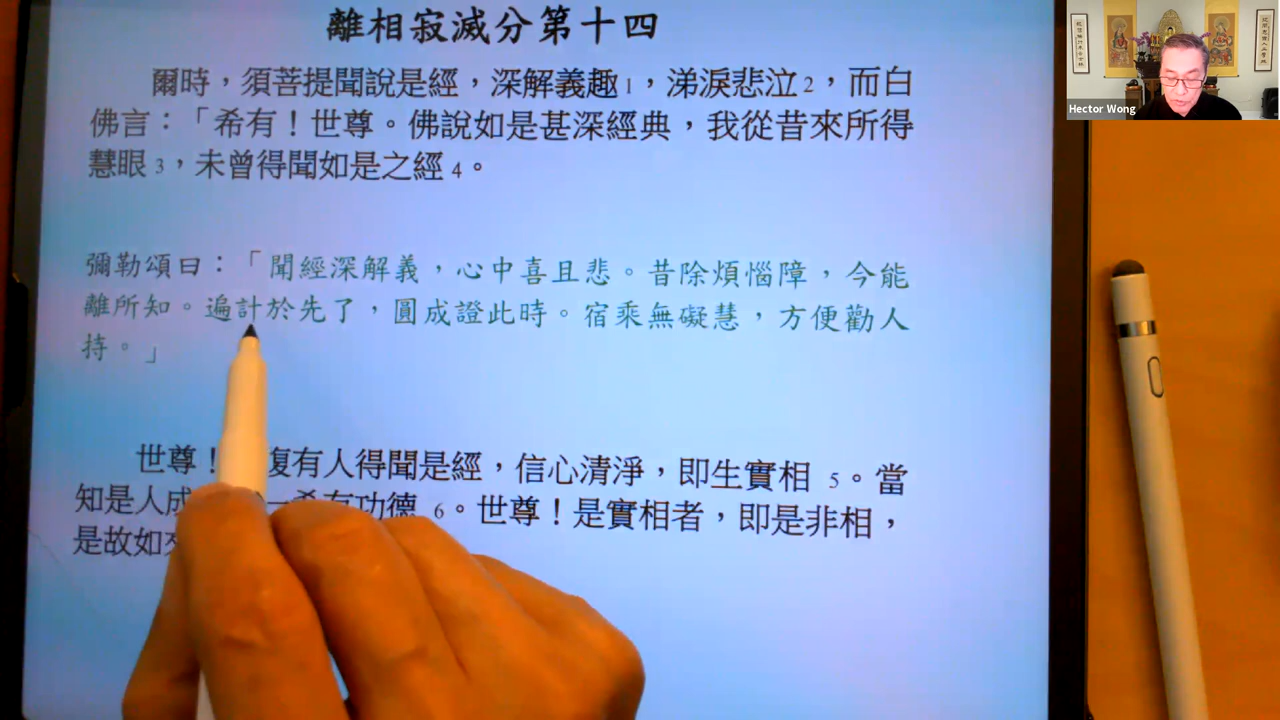 離相寂滅分第十四
爾時，須菩提聞說是經，深解義趣1，涕淚悲泣2，而白
佛言：「希有！世尊。佛說如是甚深經典，我從昔來所得
慧眼3，未曾得聞如是之經4。
彌勒頌曰：「聞經深解義，心中喜且悲。昔除煩惱障，今能
離所知。遍計於先了，圓成證此時。宿乘無礙慧，方便勸人
持。」
世尊！復有人得聞是經，信心清淨，即生實相5。當
知是人成一希有功德6。世尊！是實相者，即是非相，
是故如
Hector Wong